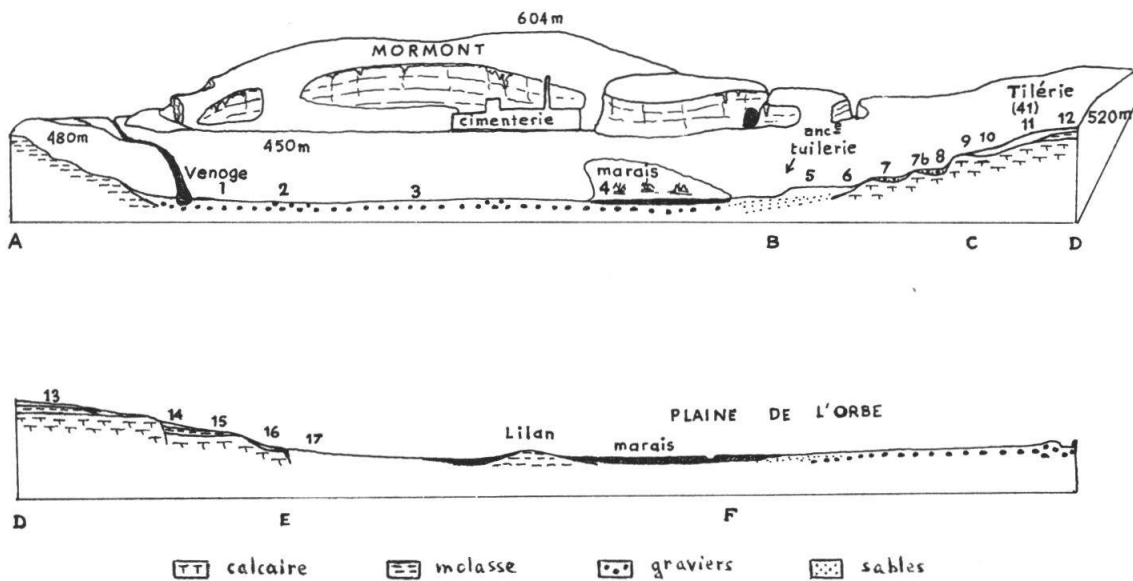 604m
MORMONT
Tilérie
(41)
cimenterie
ancᵉ
tuilerie
480m
450m
9 10 11 12
520m
Venoge
marais
1 2 3 4 5 6 7 7b 8
A B C D
13
14 15 16 17
PLAINE DE L'ORBE
Lilan
marais
D E F
calcaire molasse graviers sables